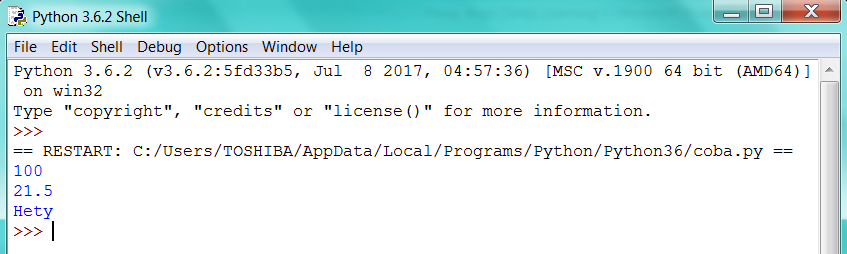 Python 3.6.2 Shell
File Edit Shell Debug Options Window Help
Python 3.6.2 (v3.6.2:5fd33b5, Jul  8 2017, 04:57:36) [MSC v.1900 64 bit (AMD64)]
 on win32
Type "copyright", "credits" or "license()" for more information.
>>>
== RESTART: C:/Users/TOSHIBA/AppData/Local/Programs/Python/Python36/coba.py ==
100
21.5
Hety
>>>